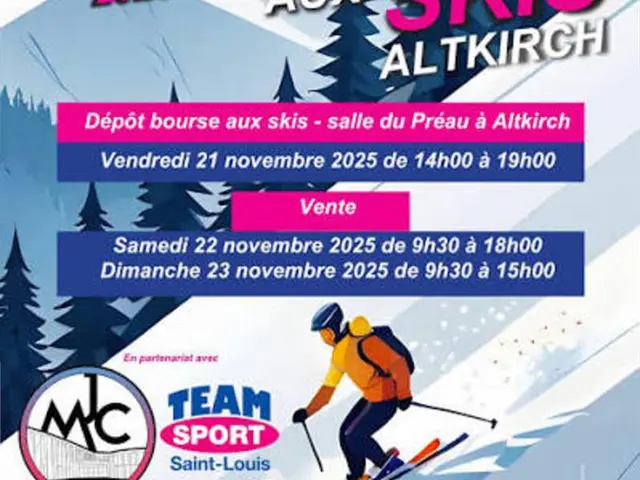 AUX SKIS
ALTKIRCH
Dépôt bourse aux skis - salle du Préau à Altkirch
Vendredi 21 novembre 2025 de 14h00 à 19h00
Vente
Samedi 22 novembre 2025 de 9h30 à 18h00
Dimanche 23 novembre 2025 de 9h30 à 15h00
En partenariat avec
MJC
TEAM
SPORT
Saint-Louis